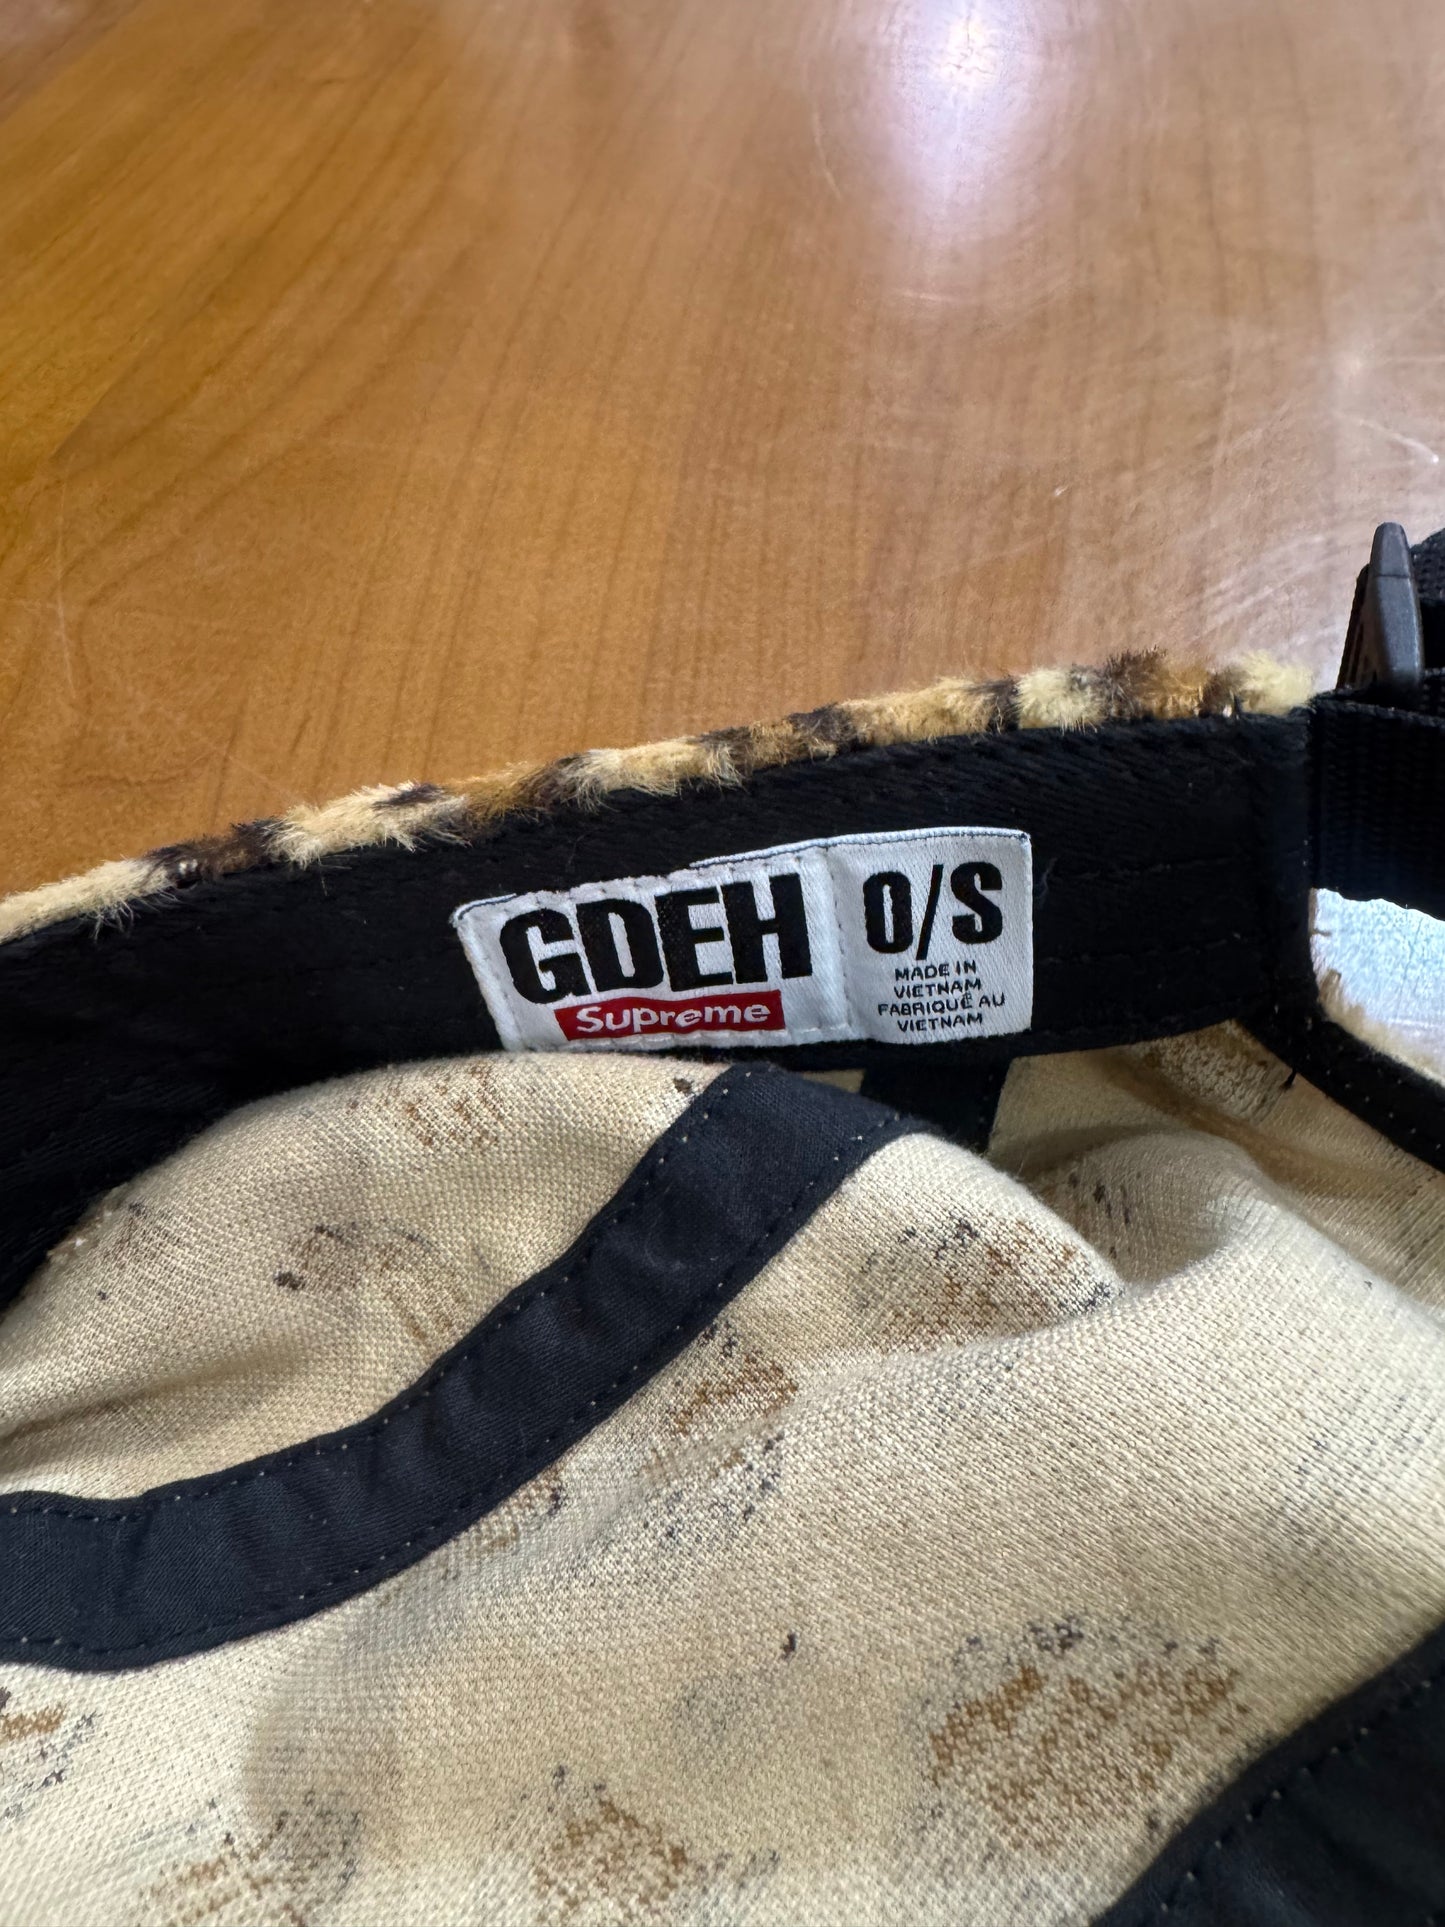 GDEH
Supreme
O/S
MADE IN
VIETNAM
FABRIQUÉ AU
VIETNAM